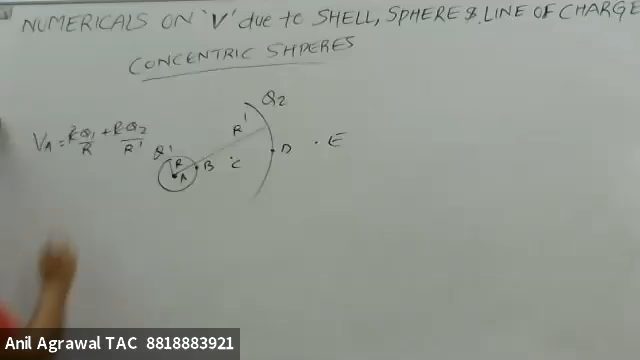 NUMERICALS ON 'V' due to SHELL, SPHERE & LINE OF CHARGE
CONCENTRIC SHPERES
Q2
R'
V_A = kQ1/R + kQ2/R'
Q1
R
A
B
C
D
. E
Anil Agrawal TAC 8818883921